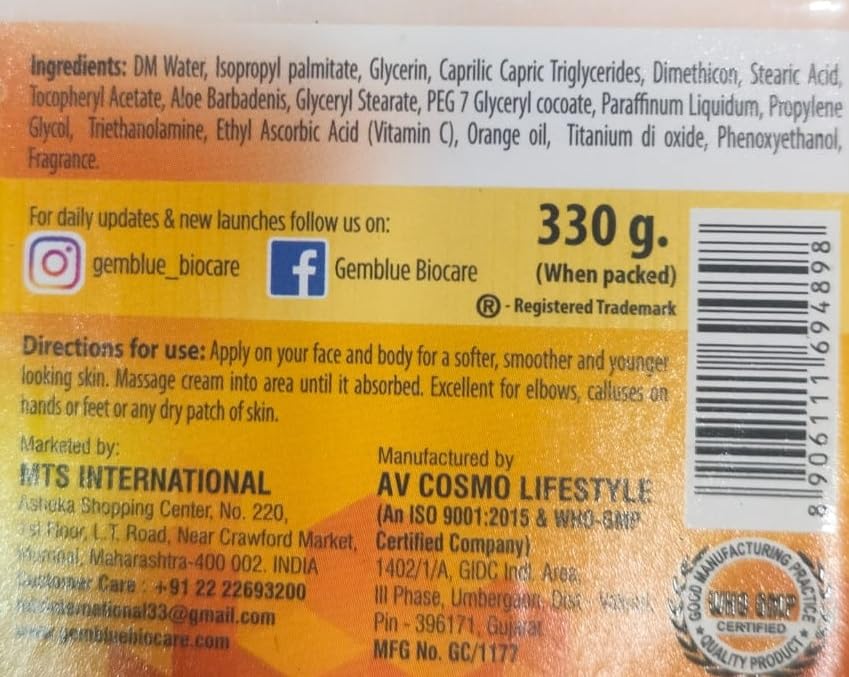 Ingredients: DM Water, Isopropyl palmitate, Glycerin, Caprilic Capric Triglycerides, Dimethicon, Stearic Acid,
Tocopheryl Acetate, Aloe Barbadenis, Glyceryl Stearate, PEG 7 Glyceryl cocoate, Paraffinum Liquidum, Propylene
Glycol, Triethanolamine, Ethyl Ascorbic Acid (Vitamin C), Orange oil, Titanium di oxide, Phenoxyethanol,
Fragrance.
For daily updates & new launches follow us on:
gemblue_biocare
f Gemblue Biocare
330 g.
(When packed)
® - Registered Trademark
8 906111 694898
Directions for use: Apply on your face and body for a softer, smoother and younger
looking skin. Massage cream into area until it absorbed. Excellent for elbows, calluses on
hands or feet or any dry patch of skin.
Marketed by:
MTS INTERNATIONAL
Ashoka Shopping Center, No. 220,
1st Floor, L.T. Road, Near Crawford Market,
Mumbai, Maharashtra-400 002. INDIA
Customer Care : +91 22 22693200
international33@gmail.com
www.gembluebiocare.com
Manufactured by
AV COSMO LIFESTYLE
(An ISO 9001:2015 & WHO-GMP
Certified Company)
1402/1/A, GIDC Indl. Area,
III Phase, Umbergaon, Dist - Valsad,
Pin - 396171, Gujarat
MFG No. GC/1177
GOOD MANUFACTURING PRACTICE
WHO GMP
CERTIFIED
QUALITY PRODUCT